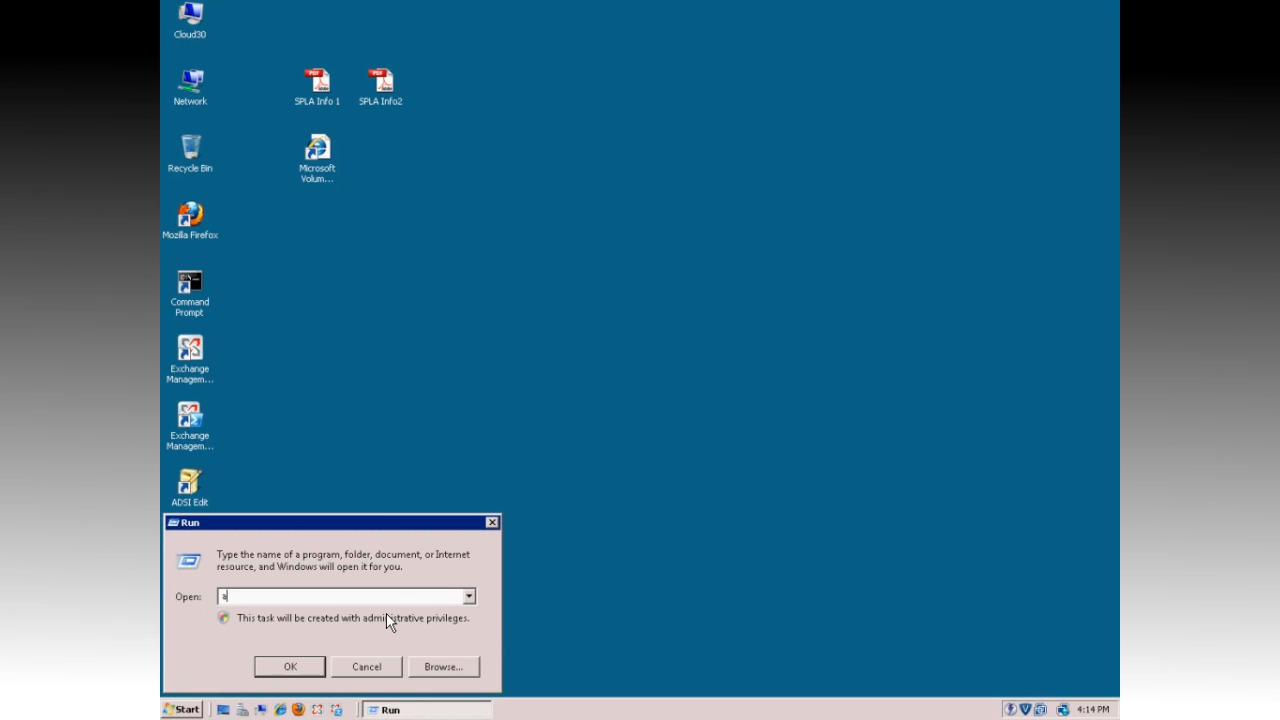 Cloud30
Network
SPLA Info 1
SPLA Info2
Recycle Bin
Microsoft
Volum...
Mozilla Firefox
Command
Prompt
Exchange
Managem...
Exchange
Managem...
ADSI Edit
Run
Type the name of a program, folder, document, or Internet
resource, and Windows will open it for you.
Open:
a
This task will be created with administrative privileges.
OK
Cancel
Browse...
Start
Run
4:14 PM